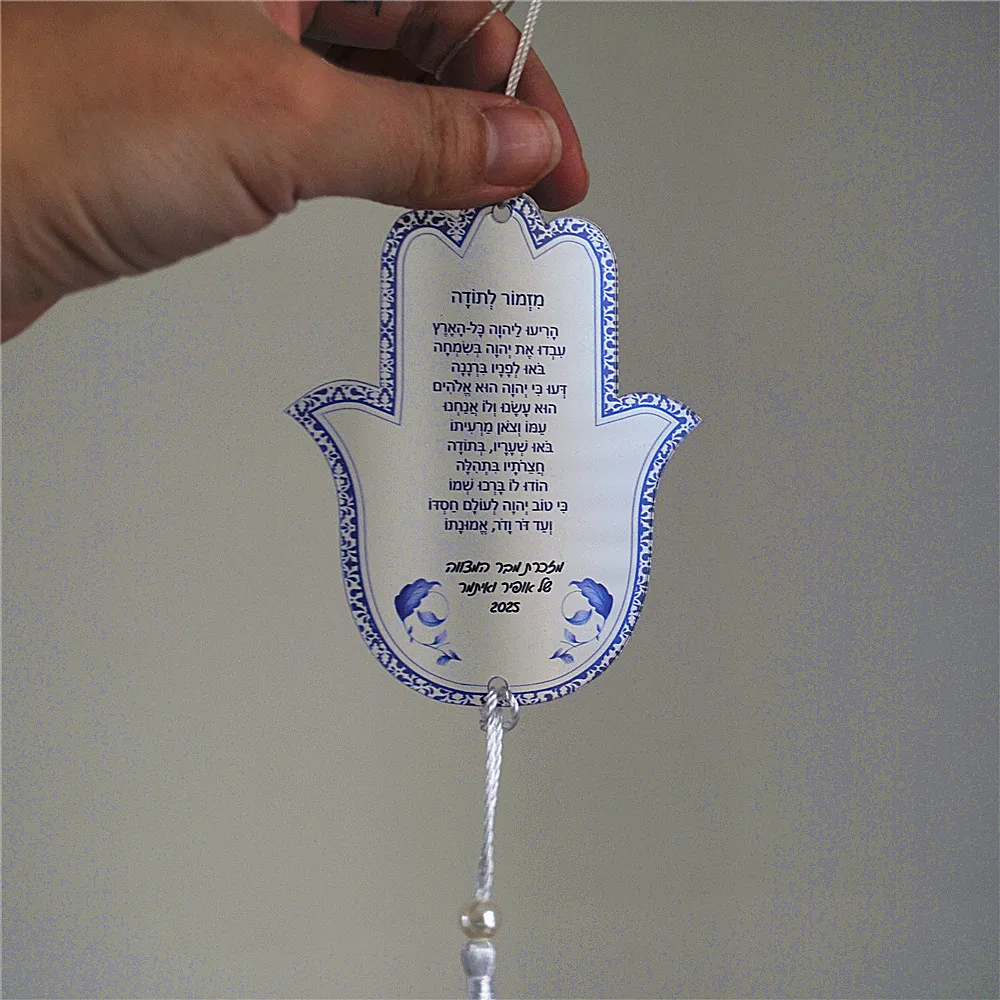 מִזְמוֹר לְתוֹדָה
הָרִיעוּ לַיהוָה כָּל-הָאָרֶץ
עִבְדוּ אֶת יְהוָה בְּשִׂמְחָה
בֹּאוּ לְפָנָיו בִּרְנָנָה
דְּעוּ כִּי יְהוָה הוּא אֱלֹהִים
הוּא עָשָׂנוּ וְלוֹ אֲנַחְנוּ
עַמּוֹ וְצֹאן מַרְעִיתוֹ
בֹּאוּ שְׁעָרָיו, בְּתוֹדָה
חֲצֵרֹתָיו בִּתְהִלָּה
הוֹדוּ לוֹ בָּרְכוּ שְׁמוֹ
כִּי טוֹב יְהוָה לְעוֹלָם חַסְדּוֹ
וְעַד דֹּר וָדֹר, אֱמוּנָתוֹ
מזכרת מבר המצווה
של אופיר ואיתמר
2025